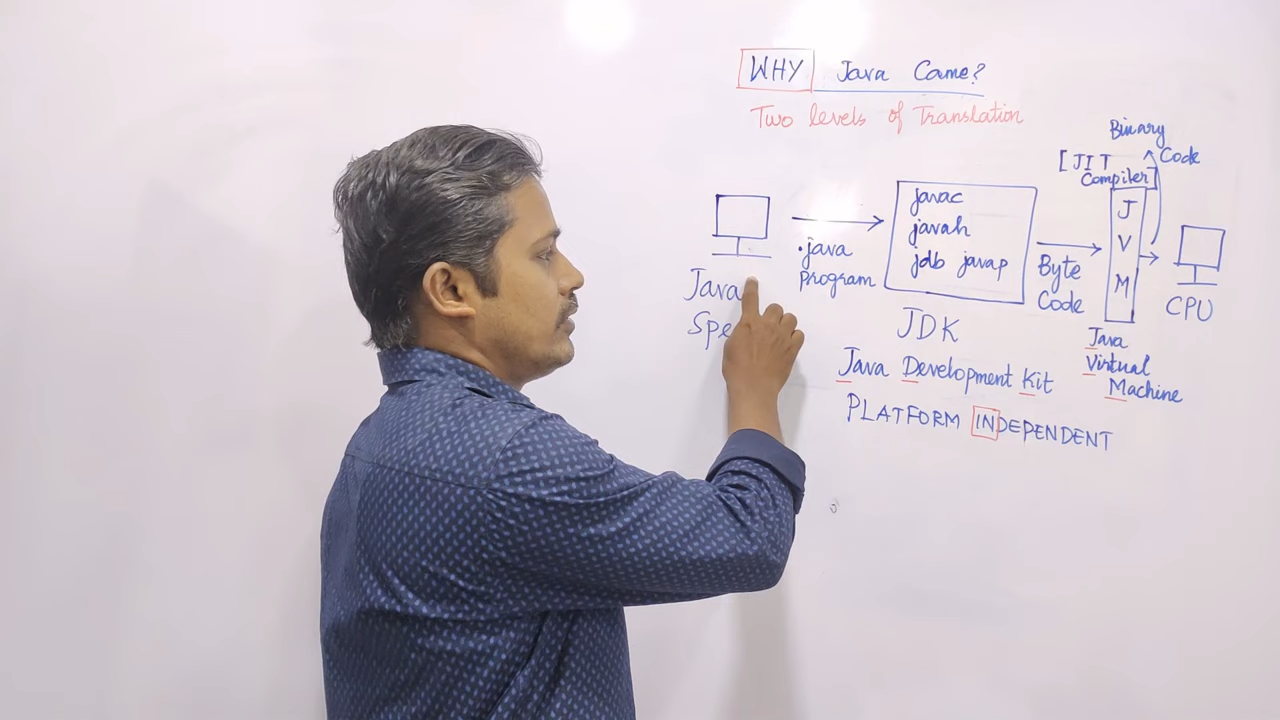 WHY Java Came?
Two levels of Translation
Binary
Code
[JIT
Compiler]
javac
javah
jdb javap
.java
program
Java
JDK
Java Development Kit
Byte
Code
J
V
M
Java
Virtual
Machine
CPU
PLATFORM INDEPENDENT